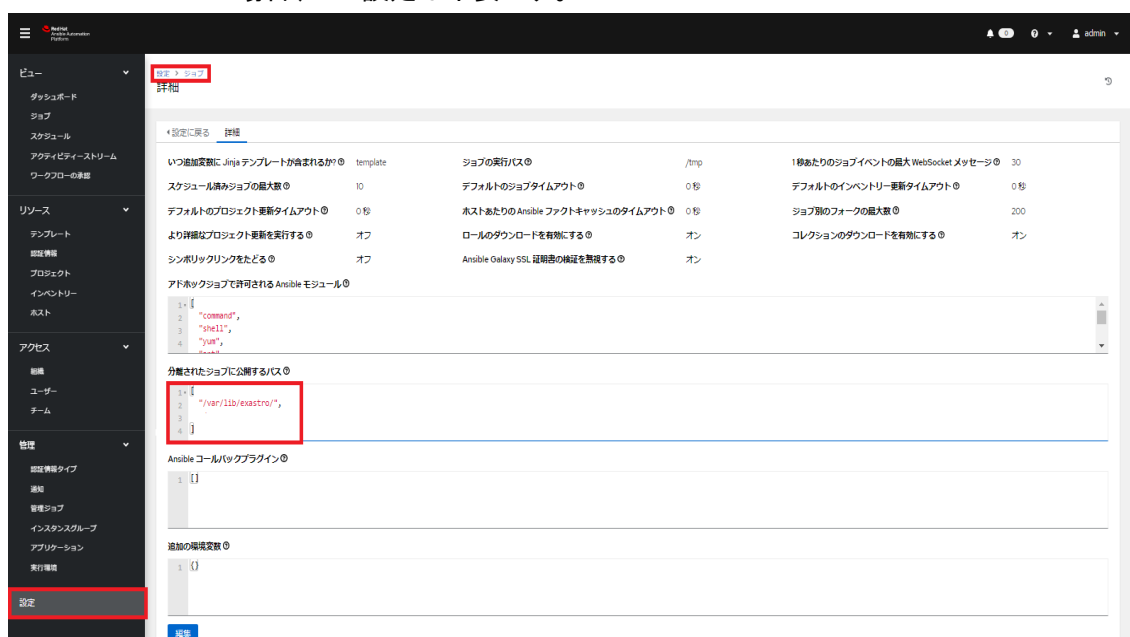 RedHat
Ansible Automation
Platform
0
admin
ビュー
ダッシュボード
ジョブ
スケジュール
アクティビティーストリーム
ワークフローの承認
リソース
テンプレート
認証情報
プロジェクト
インベントリー
ホスト
アクセス
組織
ユーザー
チーム
管理
認証情報タイプ
通知
管理ジョブ
インスタンスグループ
アプリケーション
実行環境
設定
設定 > ジョブ
詳細
設定に戻る 詳細
いつ追加変数に Jinja テンプレートが含まれるか? template ジョブの実行パス /tmp 1秒あたりのジョブイベントの最大 WebSocket メッセージ 30
スケジュール済みジョブの最大数 10 デフォルトのジョブタイムアウト 0 秒 デフォルトのインベントリー更新タイムアウト 0 秒
デフォルトのプロジェクト更新タイムアウト 0 秒 ホストあたりの Ansible ファクトキャッシュのタイムアウト 0 秒 ジョブ別のフォークの最大数 200
より詳細なプロジェクト更新を実行する オフ ロールのダウンロードを有効にする オン コレクションのダウンロードを有効にする オン
シンボリックリンクをたどる オフ Ansible Galaxy SSL 証明書の検証を無視する オン
アドホックジョブで許可される Ansible モジュール
1 [
2 "command",
3 "shell",
4 "yum",
分離されたジョブに公開するパス
1 [
2 "/var/lib/exastro/",
3
4 ]
Ansible コールバックプラグイン
1 []
追加の環境変数
1 {}
編集